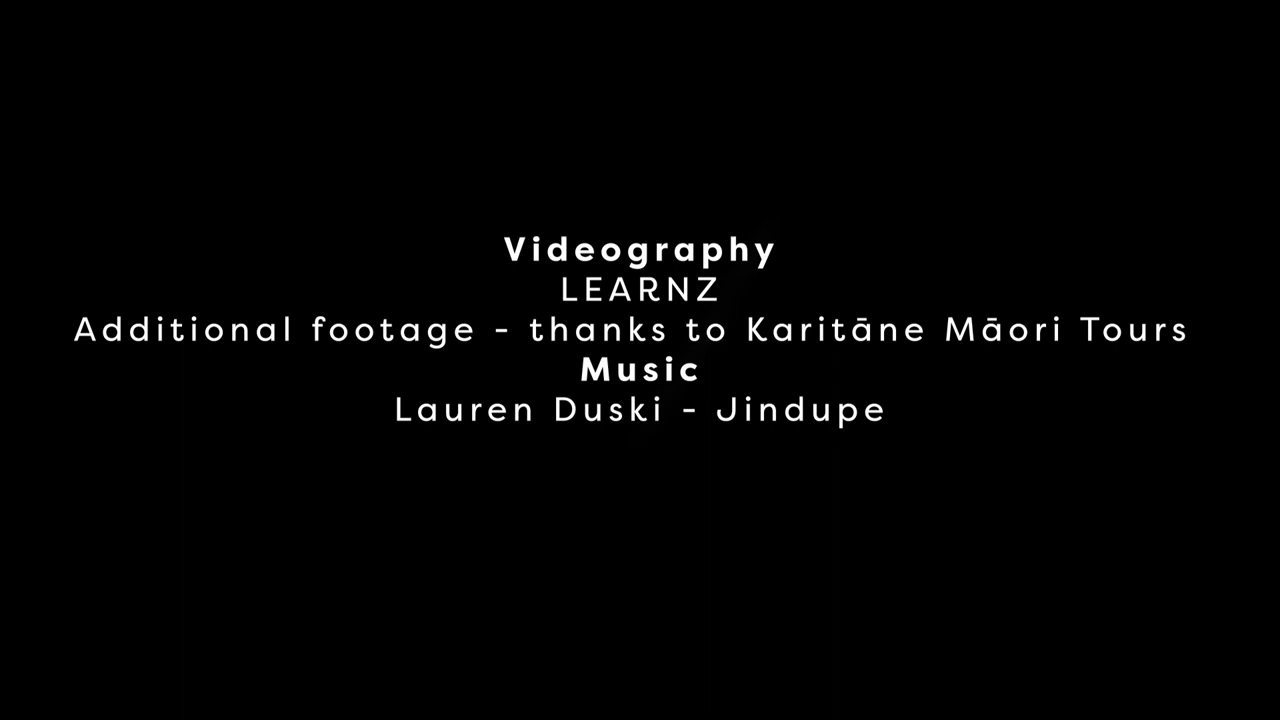 Videography
LEARNZ
Additional footage - thanks to Karitāne Māori Tours
Music
Lauren Duski - Jindupe